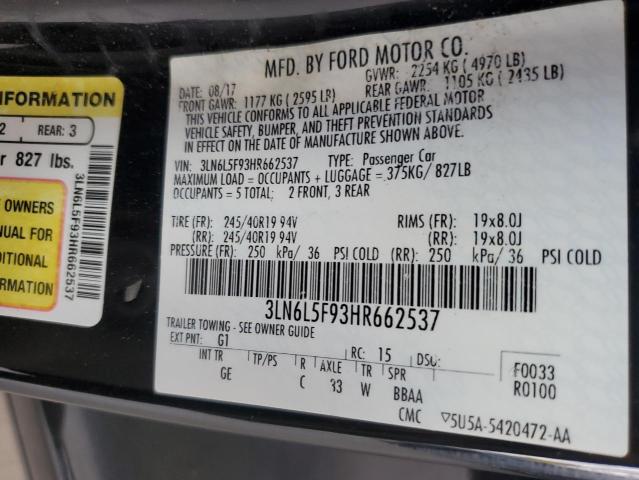 INFORMATION
2 REAR: 3
or 827 lbs.
OWNERS
MANUAL FOR
ADDITIONAL
INFORMATION
3LN6L5F93HR662537
MFD. BY FORD MOTOR CO.
DATE: 08/17 GVWR: 2254 KG ( 4970 LB)
FRONT GAWR: 1177 KG ( 2595 LB) REAR GAWR: 1105 KG ( 2435 LB)
THIS VEHICLE CONFORMS TO ALL APPLICABLE FEDERAL MOTOR
VEHICLE SAFETY, BUMPER, AND THEFT PREVENTION STANDARDS
IN EFFECT ON THE DATE OF MANUFACTURE SHOWN ABOVE.
VIN: 3LN6L5F93HR662537 TYPE: Passenger Car
MAXIMUM LOAD = OCCUPANTS + LUGGAGE = 375KG/ 827LB
OCCUPANTS = 5 TOTAL: 2 FRONT, 3 REAR
TIRE (FR): 245/40R19 94V RIMS (FR): 19x8.0J
(RR): 245/40R19 94V (RR): 19x8.0J
PRESSURE (FR): 250 kPa/ 36 PSI COLD (RR): 250 kPa/ 36 PSI COLD
3LN6L5F93HR662537
TRAILER TOWING - SEE OWNER GUIDE
EXT PNT: G1 RC: 15 DSO: F0033
INT TR TP/PS R AXLE TR SPR R0100
GE C 33 W BBAA
CMC ▽5U5A-5420472-AA